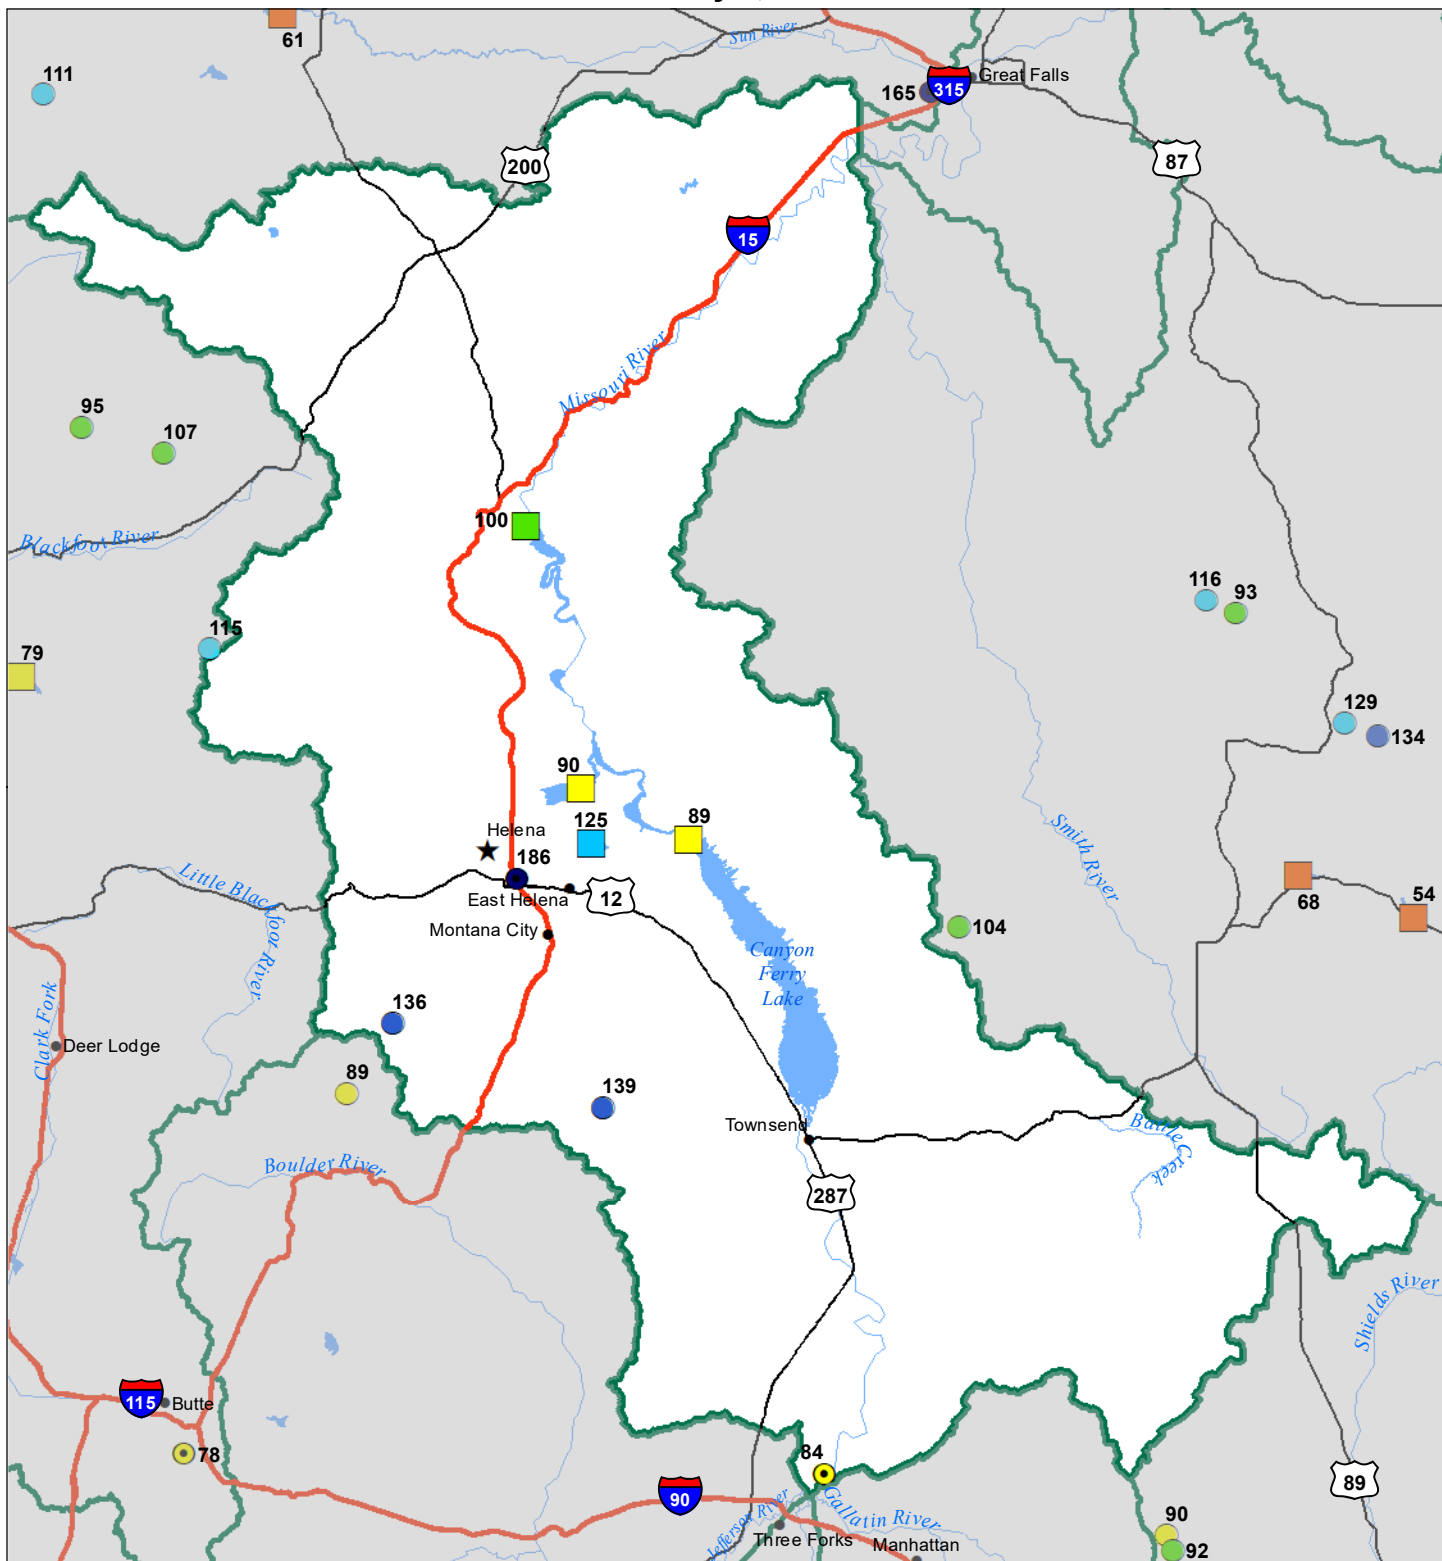 61
Sun River
111
Great Falls
165
315
200
87
15
Missouri River
95
107
100
Blackfoot River
116
93
115
79
129
134
90
125
89
Helena
186
East Helena
12
Little Blackfoot River
Montana City
68
54
104
Canyon
Ferry
Lake
Smith River
Clark Fork
136
Deer Lodge
89
139
Townsend
Battle Creek
Boulder River
287
Shields River
115
Butte
78
84
90
89
Jefferson River
Gallatin River
90
Three Forks
Manhattan
92